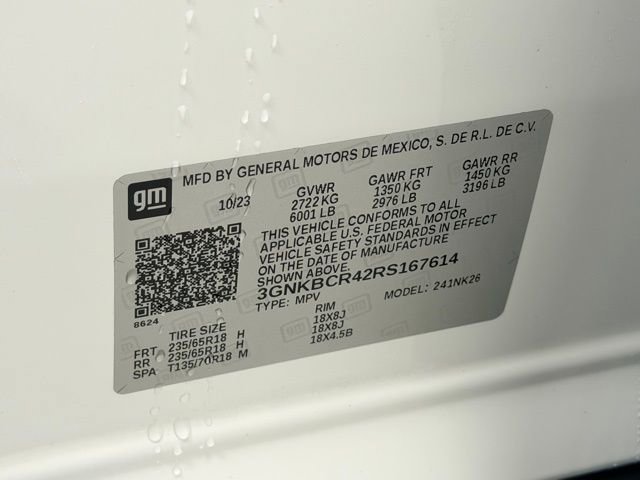 gm
MFD BY GENERAL MOTORS DE MEXICO, S. DE R.L. DE C.V.
10/23 GVWR GAWR FRT GAWR RR
2722 KG 1350 KG 1450 KG
6001 LB 2976 LB 3196 LB
THIS VEHICLE CONFORMS TO ALL
APPLICABLE U.S. FEDERAL MOTOR
VEHICLE SAFETY STANDARDS IN EFFECT
ON THE DATE OF MANUFACTURE
SHOWN ABOVE.
3GNKBCR42RS167614
TYPE: MPV MODEL: 241NK26
8624
TIRE SIZE RIM
FRT 235/65R18 H 18X8J
RR 235/65R18 H 18X8J
SPA T135/70R18 M 18X4.5B